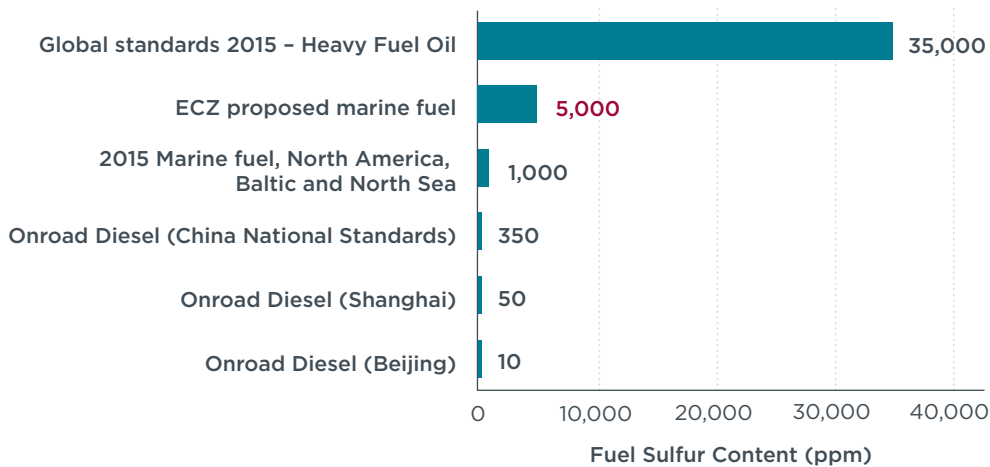 Global standards 2015 – Heavy Fuel Oil
35,000
ECZ proposed marine fuel
5,000
2015 Marine fuel, North America,
Baltic and North Sea
1,000
Onroad Diesel (China National Standards)
350
Onroad Diesel (Shanghai)
50
Onroad Diesel (Beijing)
10
0
10,000
20,000
30,000
40,000
Fuel Sulfur Content (ppm)